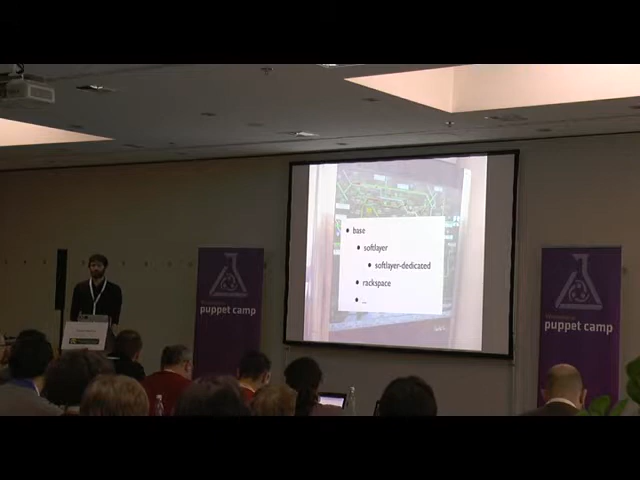 • base
• softlayer
• softlayer-dedicated
• rackspace
• ...
puppet camp
puppet camp